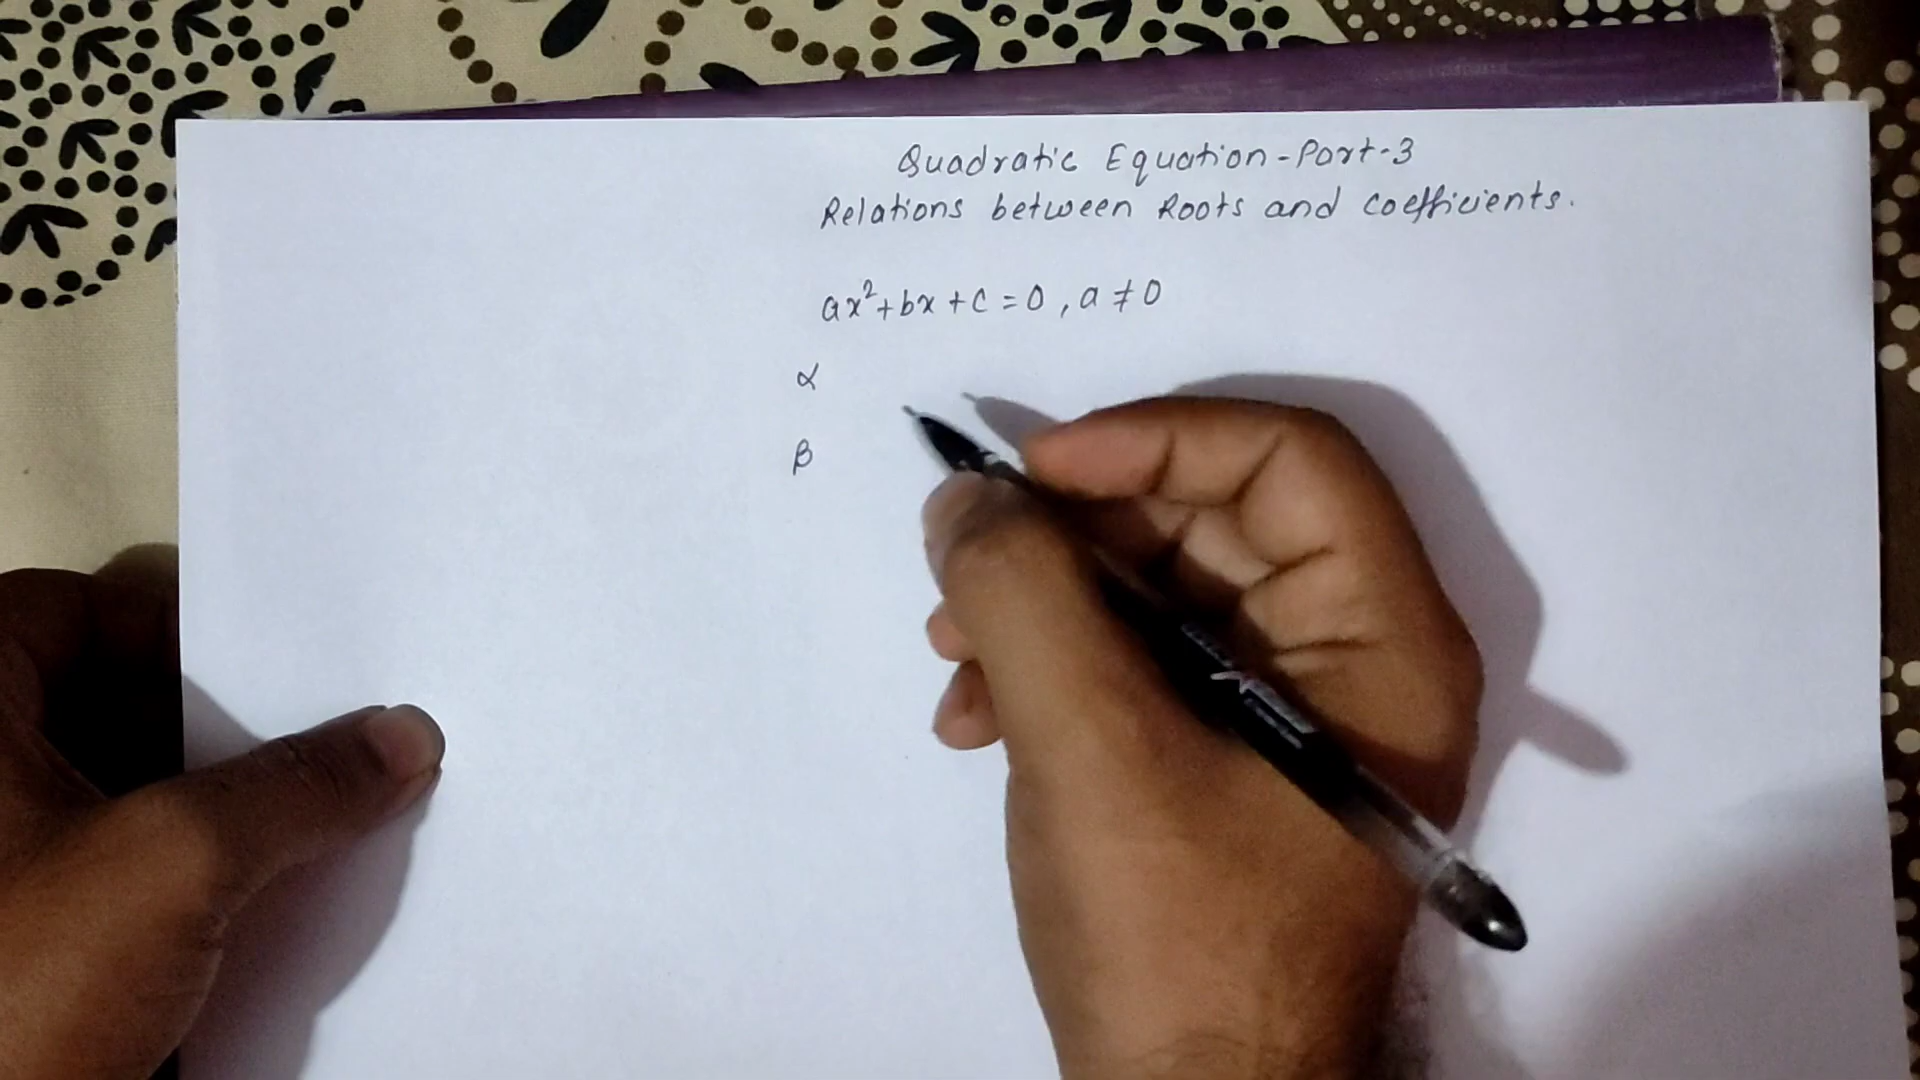 Quadratic Equation-Part-3
Relations between Roots and coefficients.
ax²+bx+c=0, a≠0
α
β